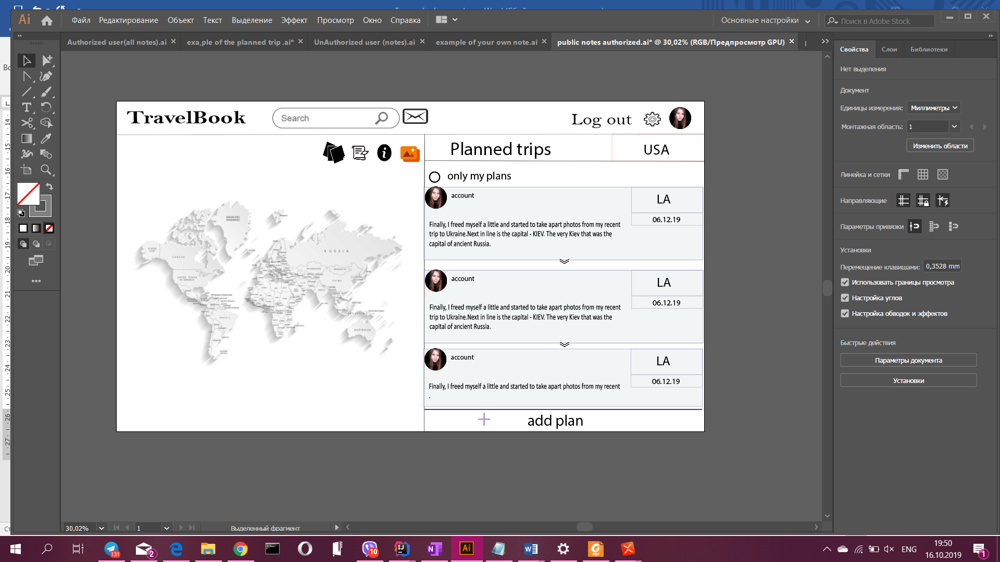 Ai
Файл Редактирование Объект Текст Выделение Эффект Просмотр Окно Справка
Основные настройки
Поиск в Adobe Stock
Authorized user(all notes).ai
exa,ple of the planned trip .ai*
UnAuthorized user (notes).ai
example of your own note.ai
public notes authorized.ai* @ 30,02% (RGB/Предпросмотр GPU)
Свойства
Слои
Библиотеки
Нет выделения
Документ
Единицы измерения: Миллиметры
Монтажная область: 1
Изменить области
Линейка и сетки
Направляющие
Параметры привязки
Установки
Перемещение клавишами: 0,3528 mm
Использовать границы просмотра
Настройка углов
Настройка обводок и эффектов
Быстрые действия
Параметры документа
Установки
TravelBook
Search
Log out
Planned trips
USA
only my plans
account
LA
06.12.19
Finally, I freed myself a little and started to take apart photos from my recent
trip to Ukraine.Next in line is the capital - KIEV. The very Kiev that was the
capital of ancient Russia.
account
LA
06.12.19
Finally, I freed myself a little and started to take apart photos from my recent
trip to Ukraine.Next in line is the capital - KIEV. The very Kiev that was the
capital of ancient Russia.
account
LA
06.12.19
Finally, I freed myself a little and started to take apart photos from my recent
.
+ add plan
RUSSIA
CANADA
CHINA
BRAZIL
AUSTRALIA
30,02%
1
Выделенный фрагмент
131
2
10
Ai
ENG
19:50
16.10.2019
1